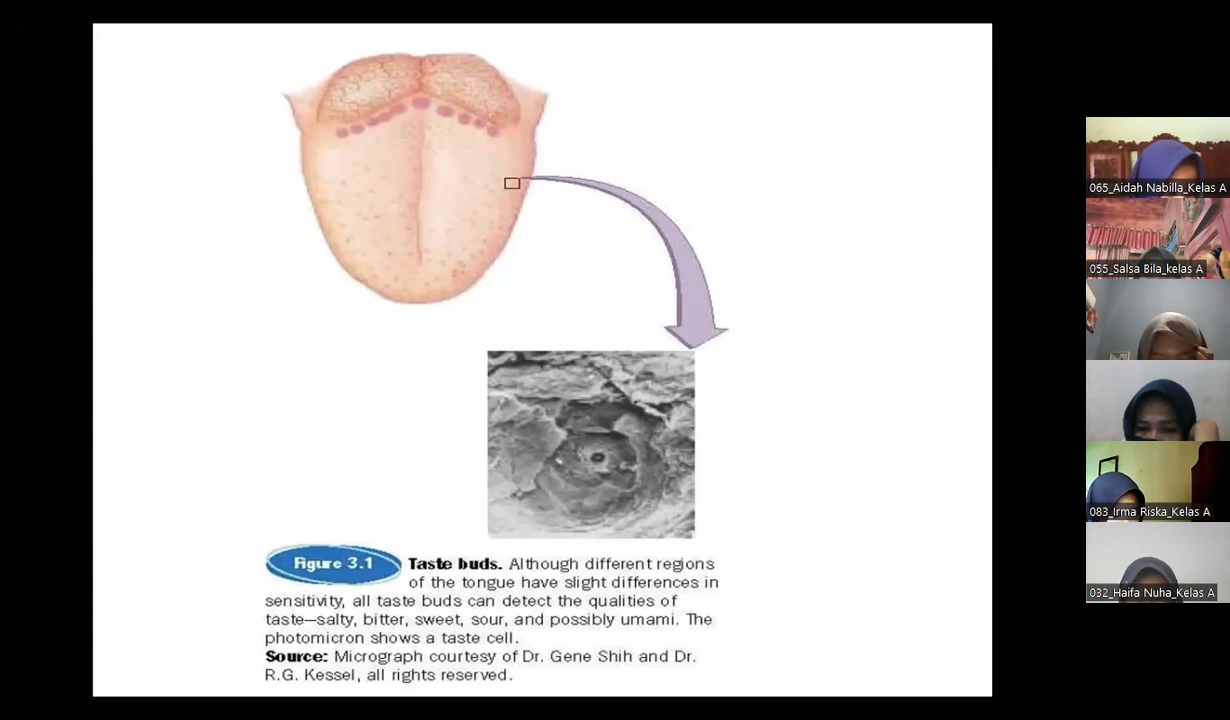 Figure 3.1 Taste buds. Although different regions
of the tongue have slight differences in
sensitivity, all taste buds can detect the qualities of
taste—salty, bitter, sweet, sour, and possibly umami. The
photomicron shows a taste cell.
Source: Micrograph courtesy of Dr. Gene Shih and Dr.
R.G. Kessel, all rights reserved.
065_Aidah Nabilla_Kelas A
055_Salsa Bila_kelas A
083_Irma Riska_Kelas A
032_Haifa Nuha_Kelas A